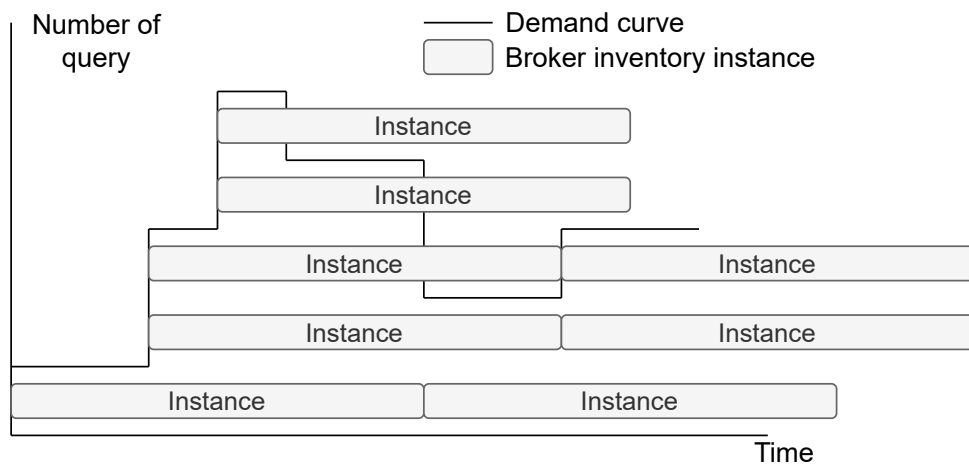 Number of
query
Demand curve
Broker inventory instance
Instance
Instance
Instance
Instance
Instance
Instance
Instance
Instance
Time